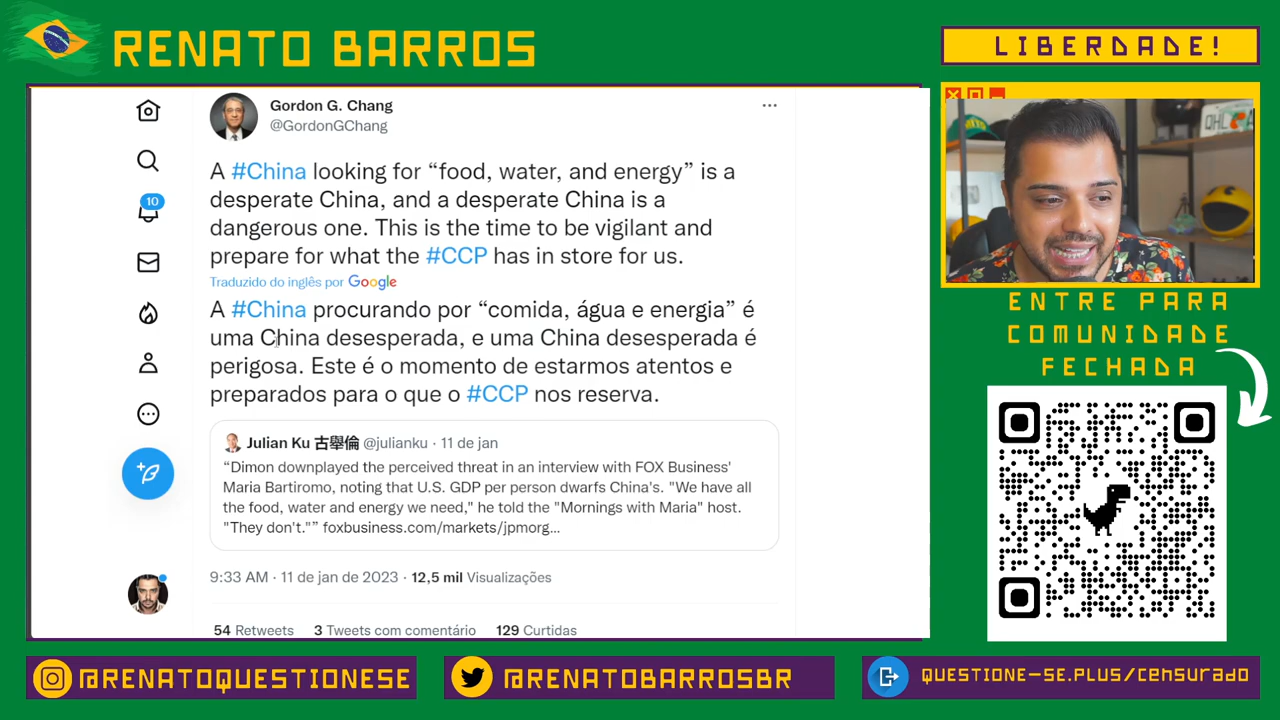 RENATO BARROS
LIBERDADE!
Gordon G. Chang
@GordonGChang
A #China looking for “food, water, and energy” is a
desperate China, and a desperate China is a
dangerous one. This is the time to be vigilant and
prepare for what the #CCP has in store for us.
Traduzido do inglês por Google
A #China procurando por “comida, água e energia” é
uma China desesperada, e uma China desesperada é
perigosa. Este é o momento de estarmos atentos e
preparados para o que o #CCP nos reserva.
Julian Ku 古舉倫 @julianku · 11 de jan
“Dimon downplayed the perceived threat in an interview with FOX Business'
Maria Bartiromo, noting that U.S. GDP per person dwarfs China's. "We have all
the food, water and energy we need," he told the "Mornings with Maria" host.
"They don't."” foxbusiness.com/markets/jpmorg...
9:33 AM · 11 de jan de 2023 · 12,5 mil Visualizações
54 Retweets 3 Tweets com comentário 129 Curtidas
10
QHL
ENTRE PARA
COMUNIDADE
FECHADA
@RENATOQUESTIONESE
@RENATOBARROSBR
QUESTIONE-SE.PLUS/censurado